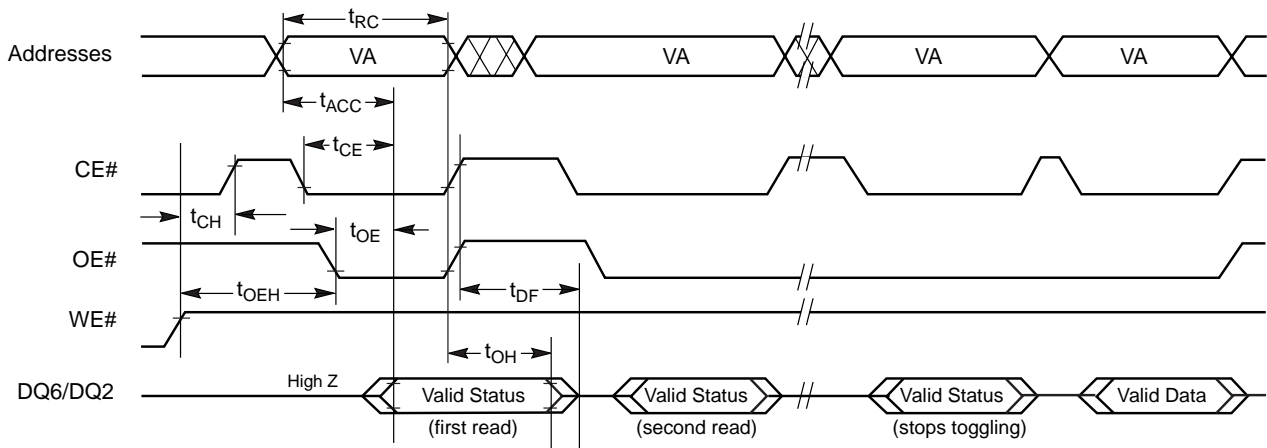 tRC
Addresses VA VA VA VA
tACC
tCE
CE#
tCH tOE
OE#
tOEH tDF
WE#
tOH
DQ6/DQ2 High Z Valid Status Valid Status Valid Status Valid Data
(first read) (second read) (stops toggling)